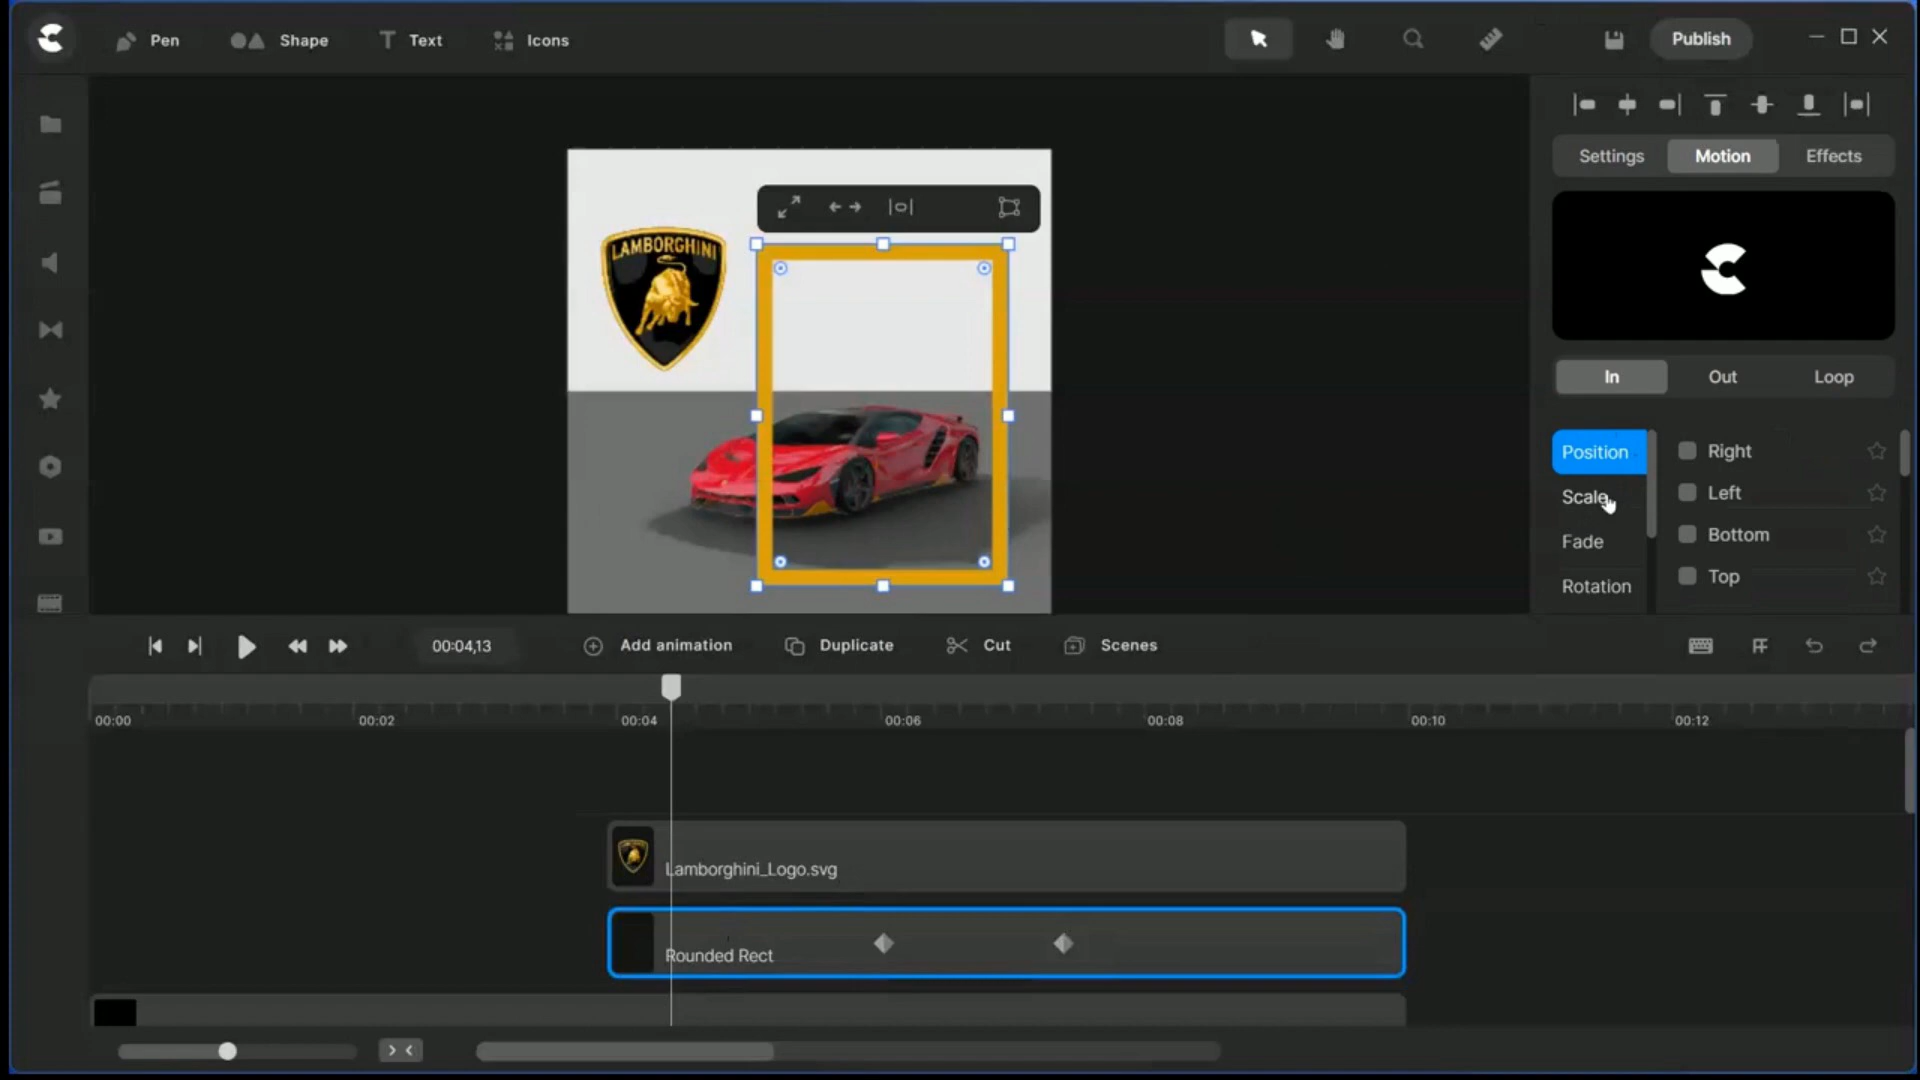 Pen
Shape
Text
Icons
Publish
Settings
Motion
Effects
LAMBORGHINI
In
Out
Loop
Position
Right
Scale
Left
Fade
Bottom
Rotation
Top
00:04,13
Add animation
Duplicate
Cut
Scenes
00:00
00:02
00:04
00:06
00:08
00:10
00:12
Lamborghini_Logo.svg
Rounded Rect